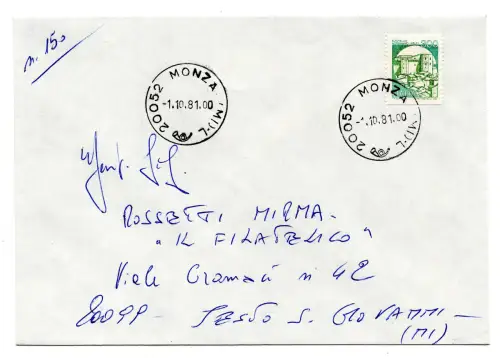 n. 150
200
20052 MONZA (MI)-L
-1.10.81.00
20052 MONZA (MI)-L
-1.10.81.00
ROSSETTI MIRMA -
"IL FILATELICO"
Viale Gramsci n 42
20099 - SESTO S. GIOVANNI -
(MI)